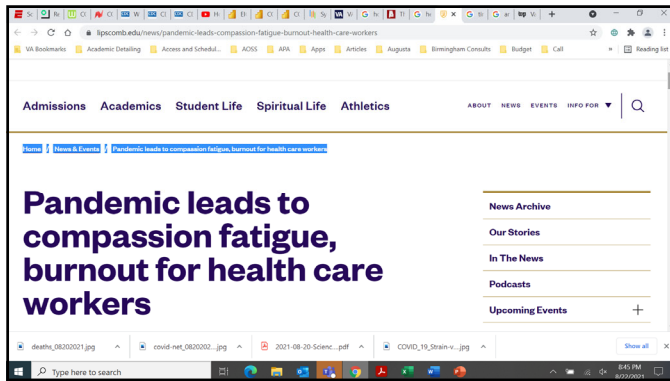 lipscomb.edu/news/pandemic-leads-compassion-fatigue-burnout-health-care-workers
VA Bookmarks Academic Detailing Access and Schedul... AOSS APA Apps Articles Augusta Birmingham Consults Budget Call » Reading list
Admissions Academics Student Life Spiritual Life Athletics ABOUT NEWS EVENTS INFO FOR
Home / News & Events / Pandemic leads to compassion fatigue, burnout for health care workers
Pandemic leads to
compassion fatigue,
burnout for health care
workers
News Archive
Our Stories
In The News
Podcasts
Upcoming Events +
deaths_08202021.jpg covid-net_0820202....jpg 2021-08-20-Scienc....pdf COVID_19_Strain-v....jpg Show all X
Type here to search
8:45 PM
8/22/2021